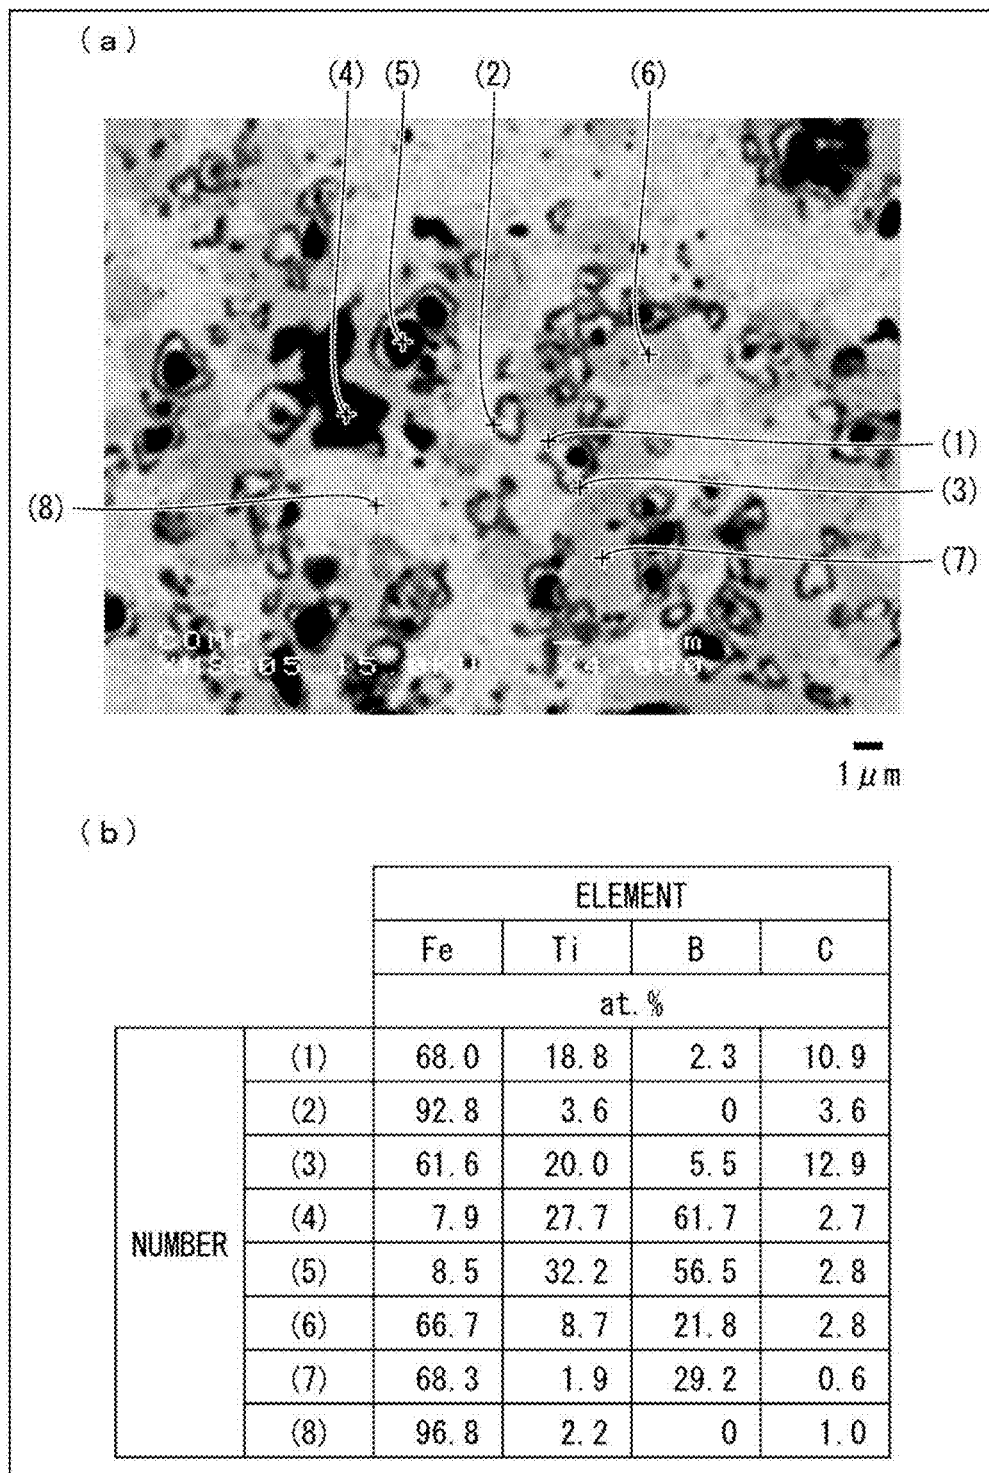 (a)
(4) (5) (2) (6)
(1)
(3)
(8)
(7)
COMP
1μm
(b)
ELEMENT
Fe Ti B C
at.%
NUMBER
(1) 68.0 18.8 2.3 10.9
(2) 92.8 3.6 0 3.6
(3) 61.6 20.0 5.5 12.9
(4) 7.9 27.7 61.7 2.7
(5) 8.5 32.2 56.5 2.8
(6) 66.7 8.7 21.8 2.8
(7) 68.3 1.9 29.2 0.6
(8) 96.8 2.2 0 1.0